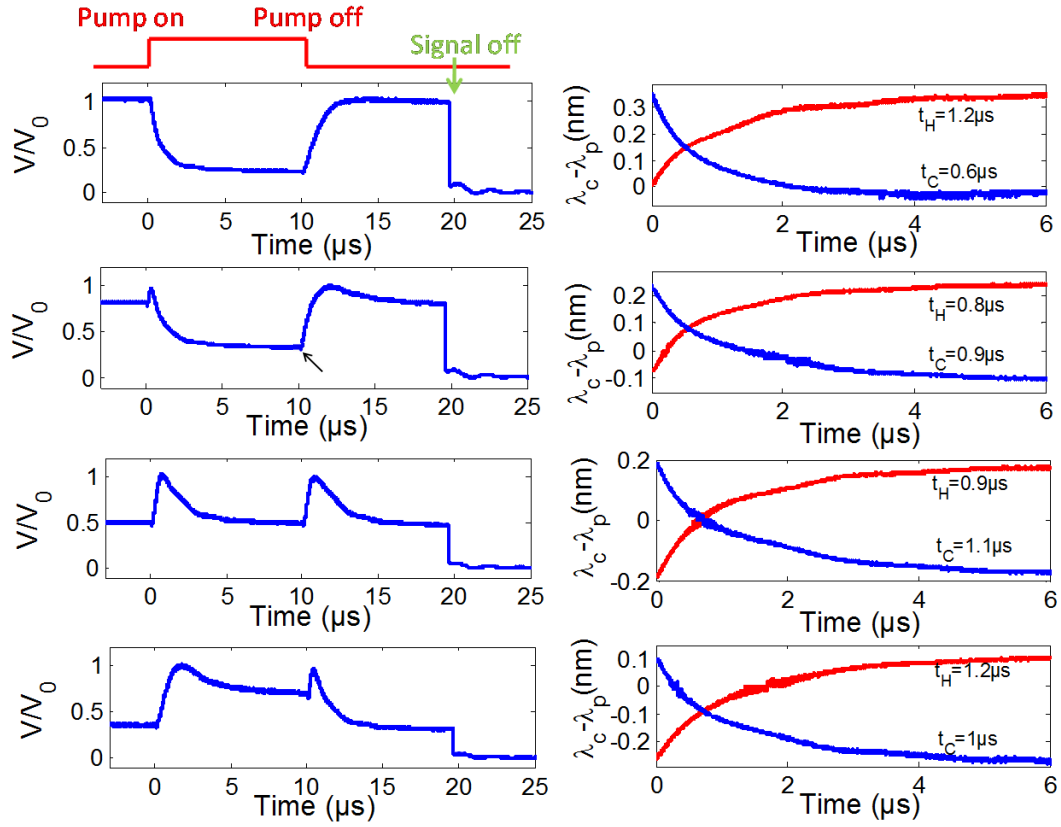 Pump on
Pump off
Signal off
V/V0
1
0.5
0
0 5 10 15 20 25
Time (µs)
λc-λp(nm)
0.3
0.2
0.1
0
tH=1.2µs
tC=0.6µs
0 2 4 6
Time (µs)
V/V0
1
0.5
0
0 5 10 15 20 25
Time (µs)
λc-λp(nm)
0.2
0.1
0
-0.1
tH=0.8µs
tC=0.9µs
0 2 4 6
Time (µs)
V/V0
1
0.5
0
0 5 10 15 20 25
Time (µs)
λc-λp(nm)
0.2
0
-0.2
tH=0.9µs
tC=1.1µs
0 2 4 6
Time (µs)
V/V0
1
0.5
0
0 5 10 15 20 25
Time (µs)
λc-λp(nm)
0.1
0
-0.1
-0.2
tH=1.2µs
tC=1µs
0 2 4 6
Time (µs)